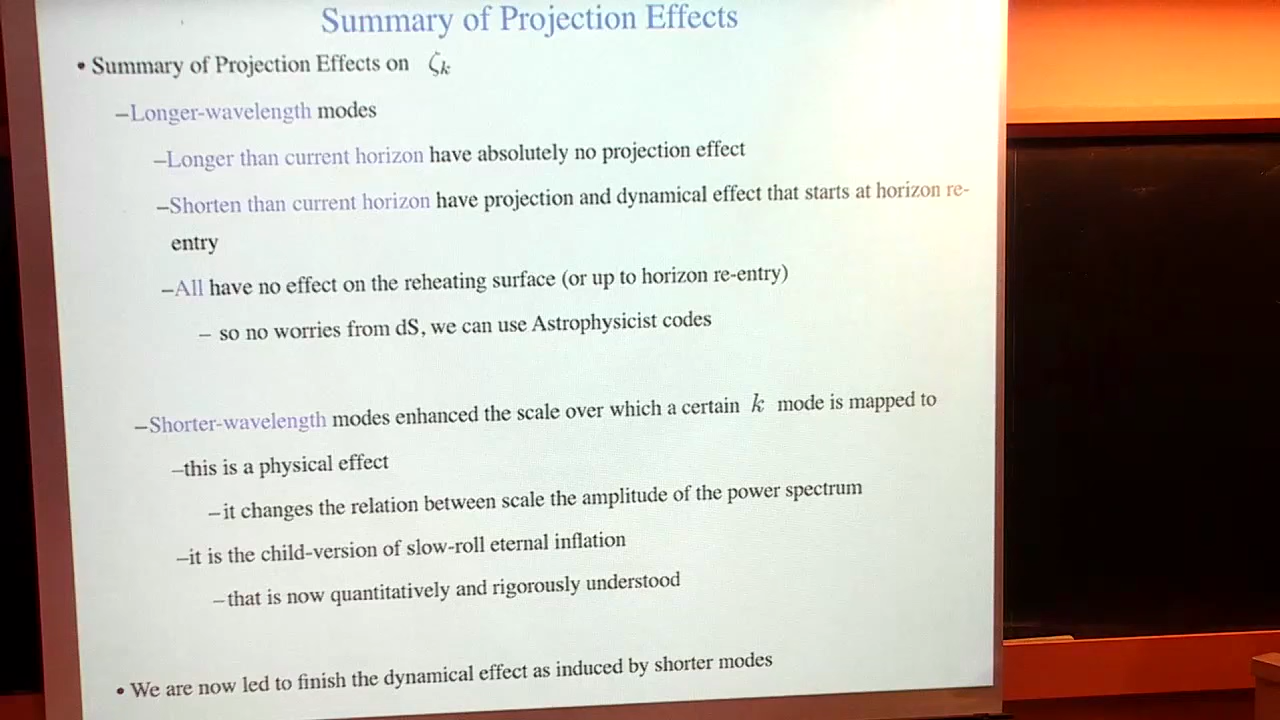 Summary of Projection Effects
• Summary of Projection Effects on ζk
–Longer-wavelength modes
–Longer than current horizon have absolutely no projection effect
–Shorten than current horizon have projection and dynamical effect that starts at horizon re-
entry
–All have no effect on the reheating surface (or up to horizon re-entry)
– so no worries from dS, we can use Astrophysicist codes
–Shorter-wavelength modes enhanced the scale over which a certain k mode is mapped to
–this is a physical effect
–it changes the relation between scale the amplitude of the power spectrum
–it is the child-version of slow-roll eternal inflation
–that is now quantitatively and rigorously understood
• We are now led to finish the dynamical effect as induced by shorter modes